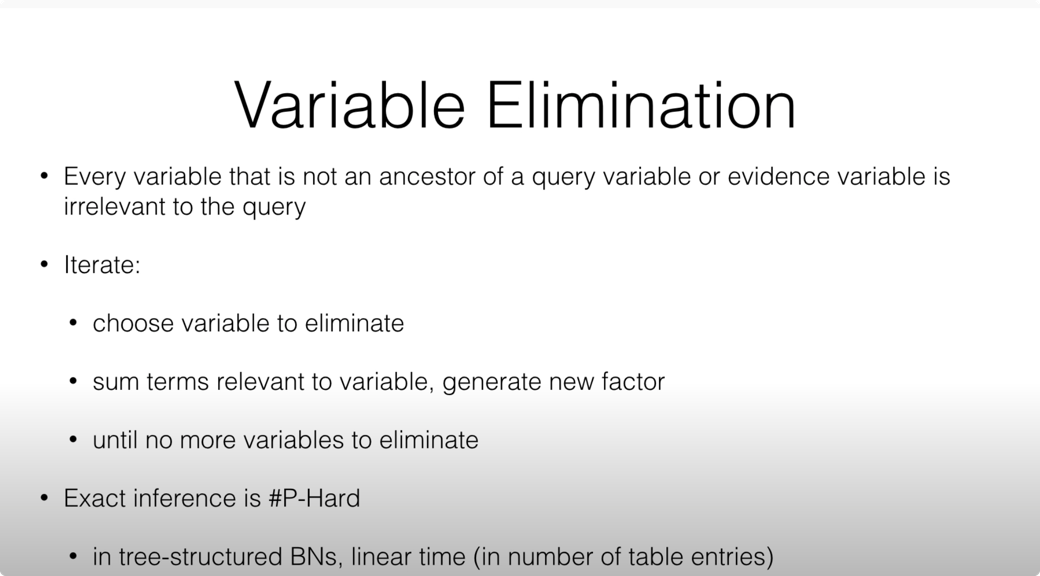 Variable Elimination
• Every variable that is not an ancestor of a query variable or evidence variable is
irrelevant to the query
• Iterate:
• choose variable to eliminate
• sum terms relevant to variable, generate new factor
• until no more variables to eliminate
• Exact inference is #P-Hard
• in tree-structured BNs, linear time (in number of table entries)